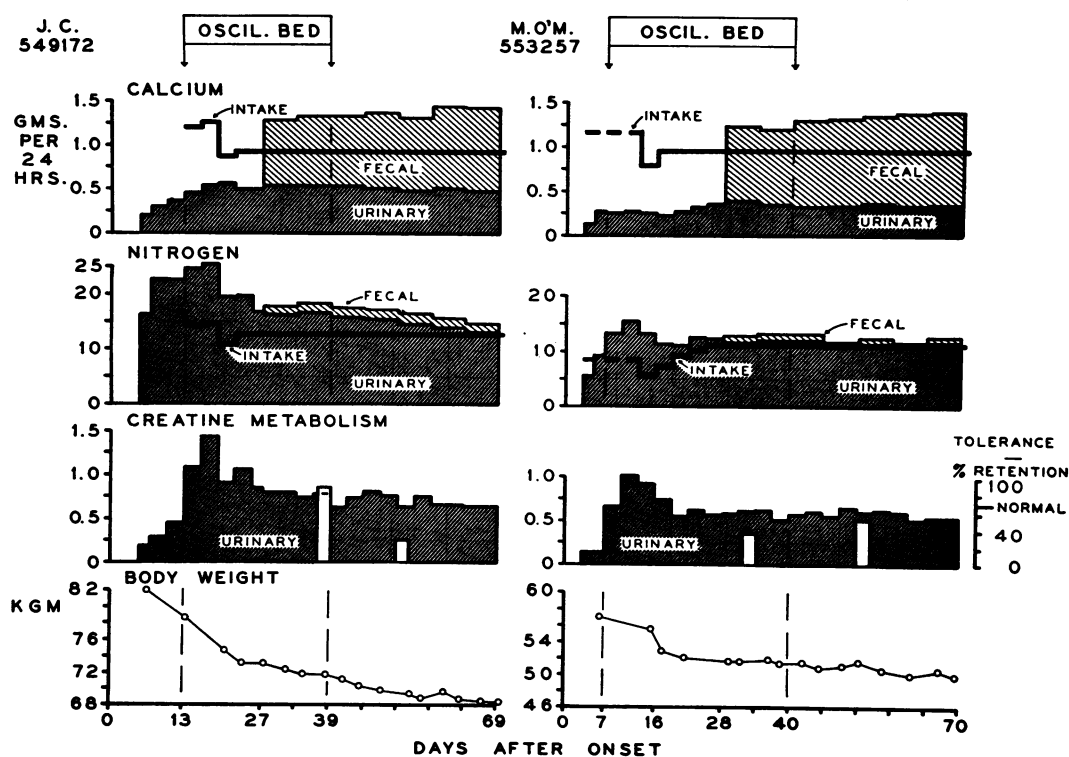 J. C.
549172
OSCIL. BED
M.O'M.
553257
OSCIL. BED
CALCIUM
GMS.
PER
24
HRS.
1.5
1.0
0.5
0
INTAKE
FECAL
URINARY
1.5
1.0
0.5
0
INTAKE
FECAL
URINARY
NITROGEN
25
20
15
10
0
FECAL
INTAKE
URINARY
20
10
0
FECAL
INTAKE
URINARY
CREATINE METABOLISM
1.5
1.0
0.5
0
URINARY
1.0
0.5
0
URINARY
TOLERANCE
% RETENTION
100
NORMAL
40
0
BODY WEIGHT
KGM
82
76
72
68
0 13 27 39 69
60
54
50
46
0 7 16 28 40 70
DAYS AFTER ONSET